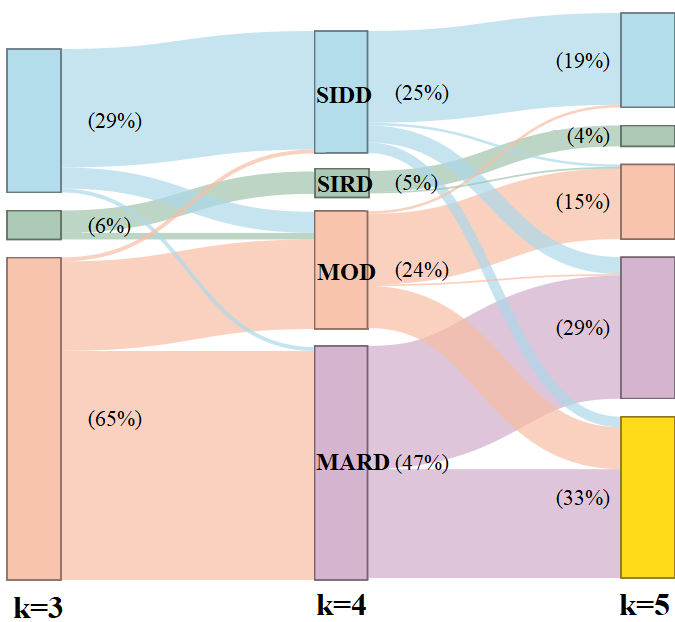 (29%)
(6%)
(65%)
SIDD (25%)
SIRD (5%)
MOD (24%)
MARD (47%)
(19%)
(4%)
(15%)
(29%)
(33%)
k=3 k=4 k=5